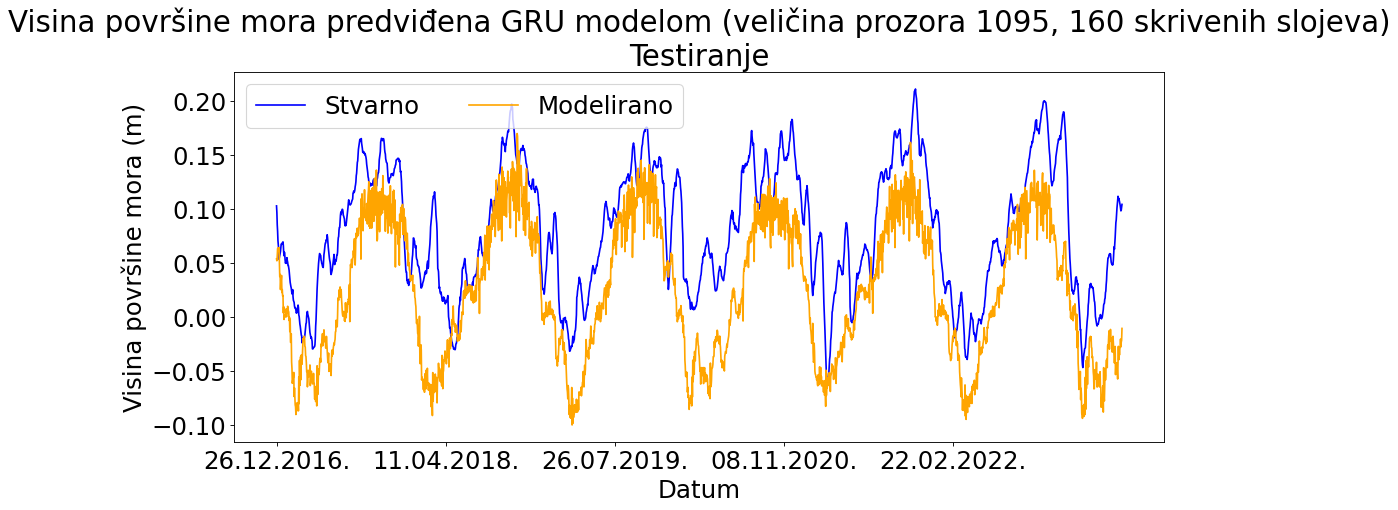 Visina površine mora predviđena GRU modelom (veličina prozora 1095, 160 skrivenih slojeva)
Testiranje
Stvarno Modelirano
Visina površine mora (m)
0.20
0.15
0.10
0.05
0.00
−0.05
−0.10
26.12.2016. 11.04.2018. 26.07.2019. 08.11.2020. 22.02.2022.
Datum